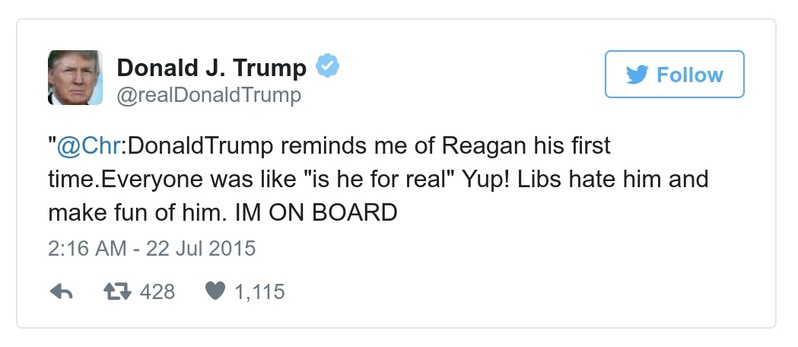 Donald J. Trump
@realDonaldTrump
Follow
"@Chr:DonaldTrump reminds me of Reagan his first
time.Everyone was like "is he for real" Yup! Libs hate him and
make fun of him. IM ON BOARD
2:16 AM - 22 Jul 2015
428 1,115